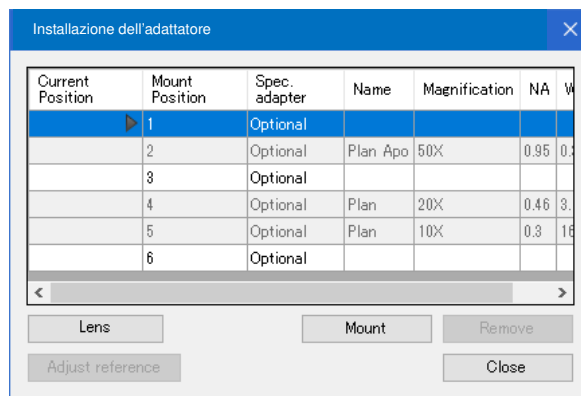 Installazione dell'adattatore
Current Position Mount Position Spec. adapter Name Magnification NA
1 Optional
2 Optional Plan Apo 50X 0.95
3 Optional
4 Optional Plan 20X 0.46 3.
5 Optional Plan 10X 0.3 16
6 Optional
Lens Mount Remove
Adjust reference Close